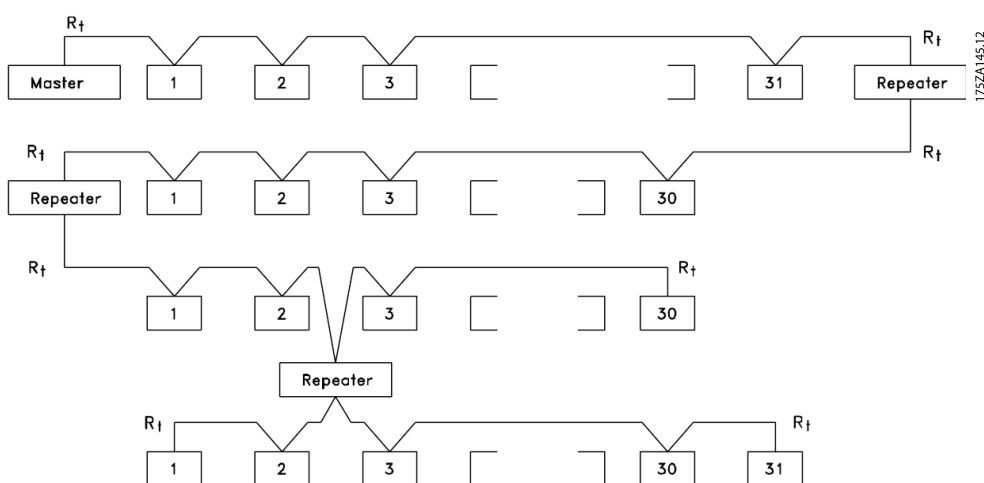 Rt Rt
Master 1 2 3 31 Repeater
175ZA145.12
Rt Rt
Repeater 1 2 3 30
Rt Rt
1 2 3 30
Repeater
Rt Rt
1 2 3 30 31